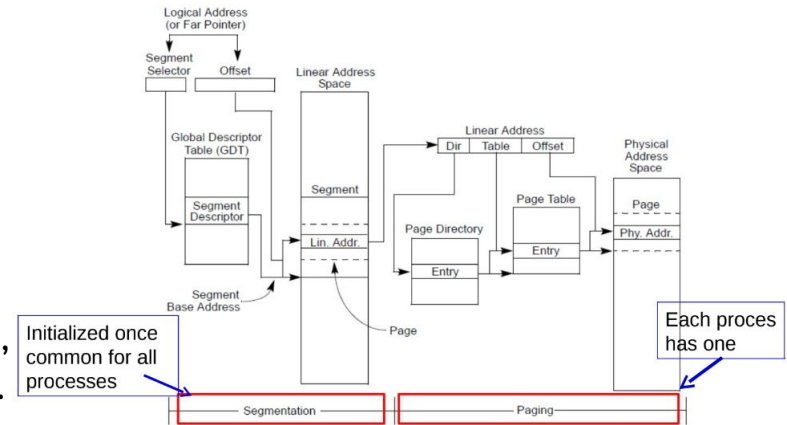 Logical Address
(or Far Pointer)
Segment
Selector
Offset
Linear Address
Space
Global Descriptor
Table (GDT)
Segment
Descriptor
Segment
Lin. Addr.
Segment
Base Address
Page
Linear Address
Dir Table Offset
Page Directory
Entry
Page Table
Entry
Physical
Address
Space
Page
Phy. Addr.
,
Initialized once
common for all
processes
.
Each proces
has one
Segmentation
Paging